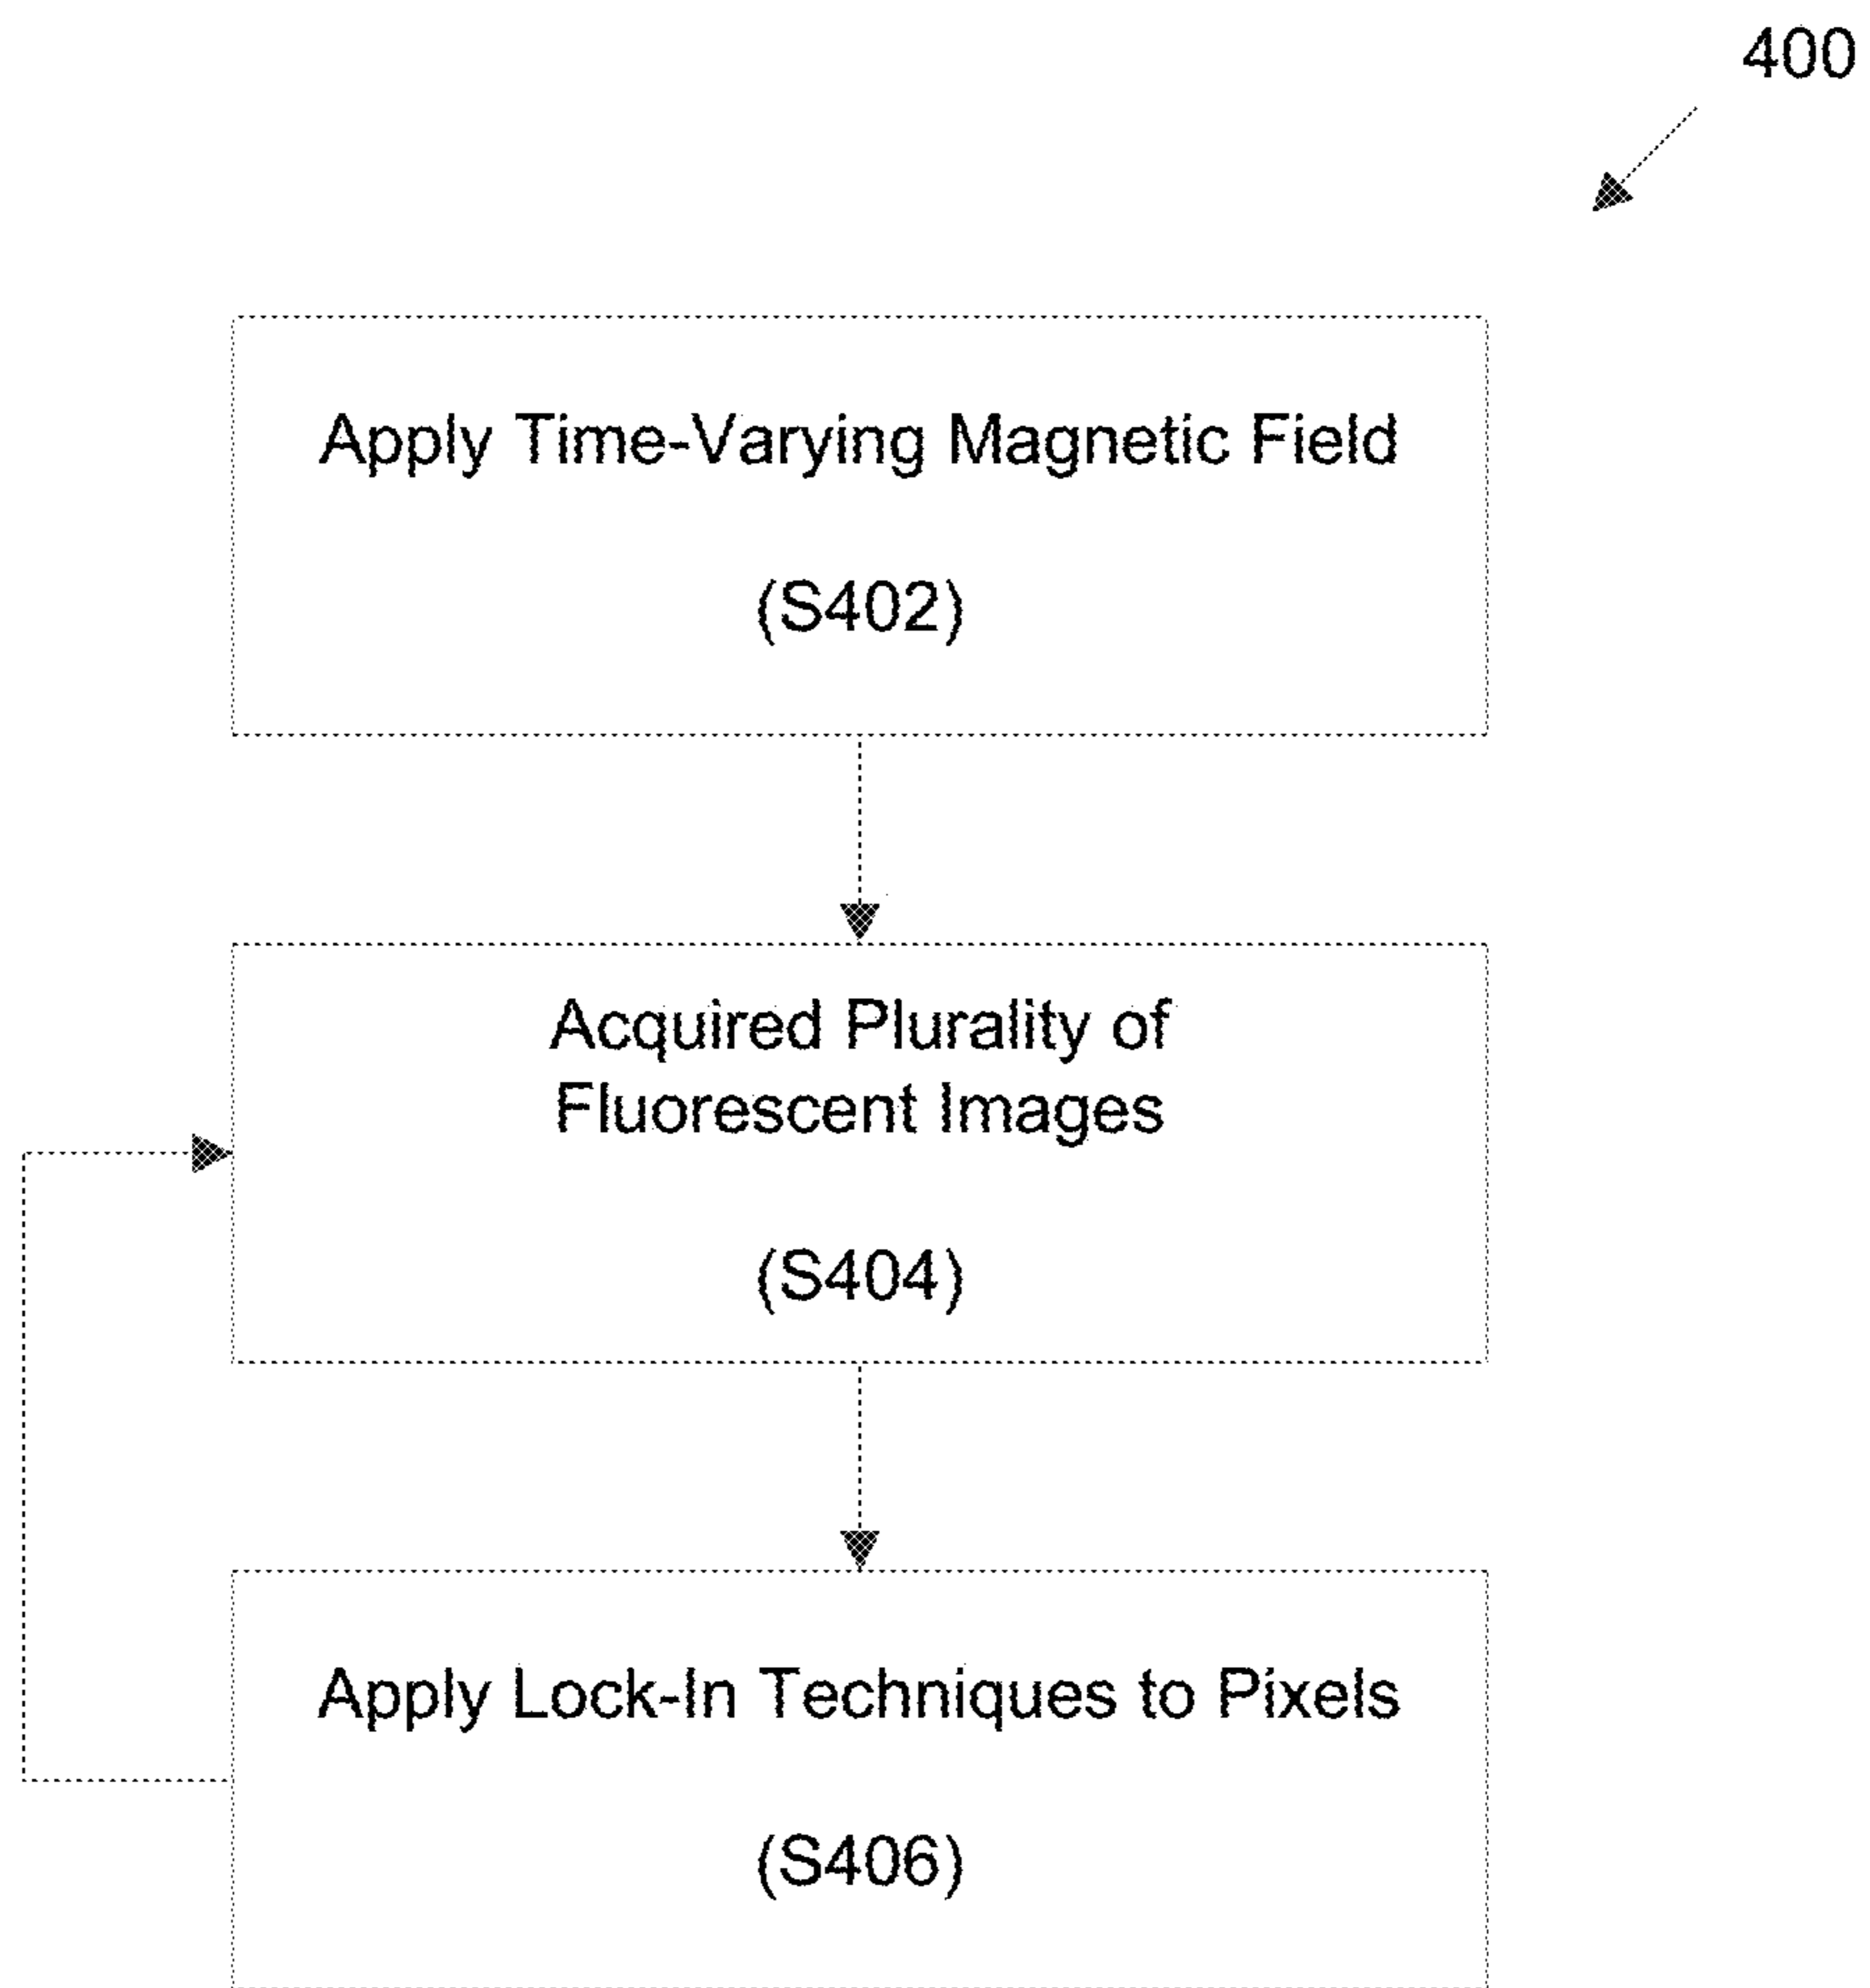 400
Apply Time-Varying Magnetic Field
(S402)
Acquired Plurality of
Fluorescent Images
(S404)
Apply Lock-In Techniques to Pixels
(S406)